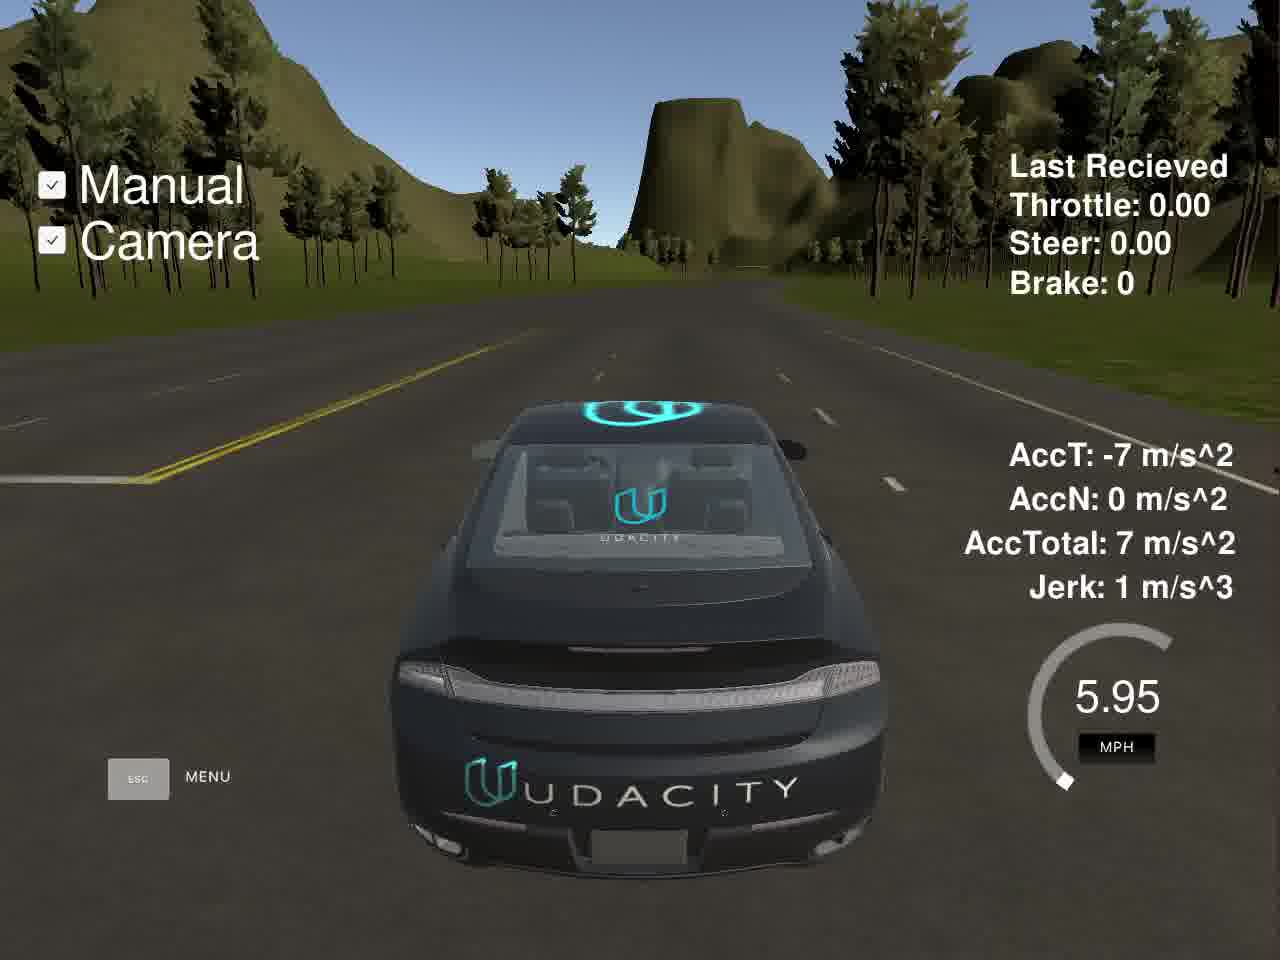 Manual
Camera
Last Recieved
Throttle: 0.00
Steer: 0.00
Brake: 0
AccT: -7 m/s^2
AccN: 0 m/s^2
AccTotal: 7 m/s^2
Jerk: 1 m/s^3
UDACITY
5.95
MPH
ESC MENU
UDACITY